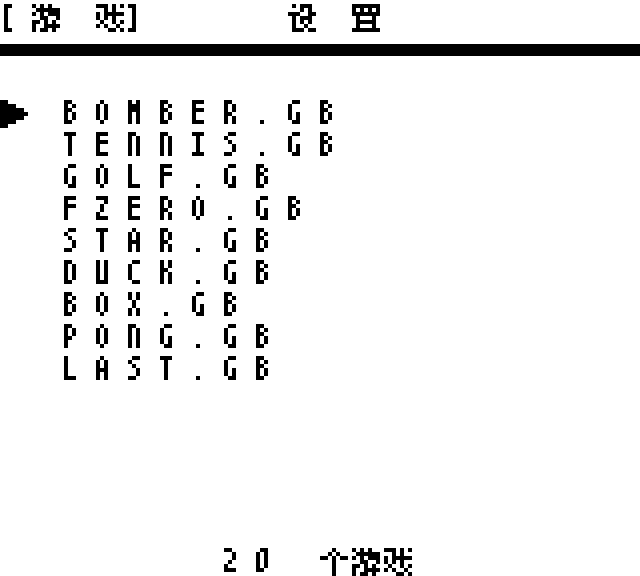 [游 戏] 设 置
BOMBER.GB
TENNIS.GB
GOLF.GB
FZERO.GB
STAR.GB
DUCK.GB
BOX.GB
PONG.GB
LAST.GB
20 个游戏